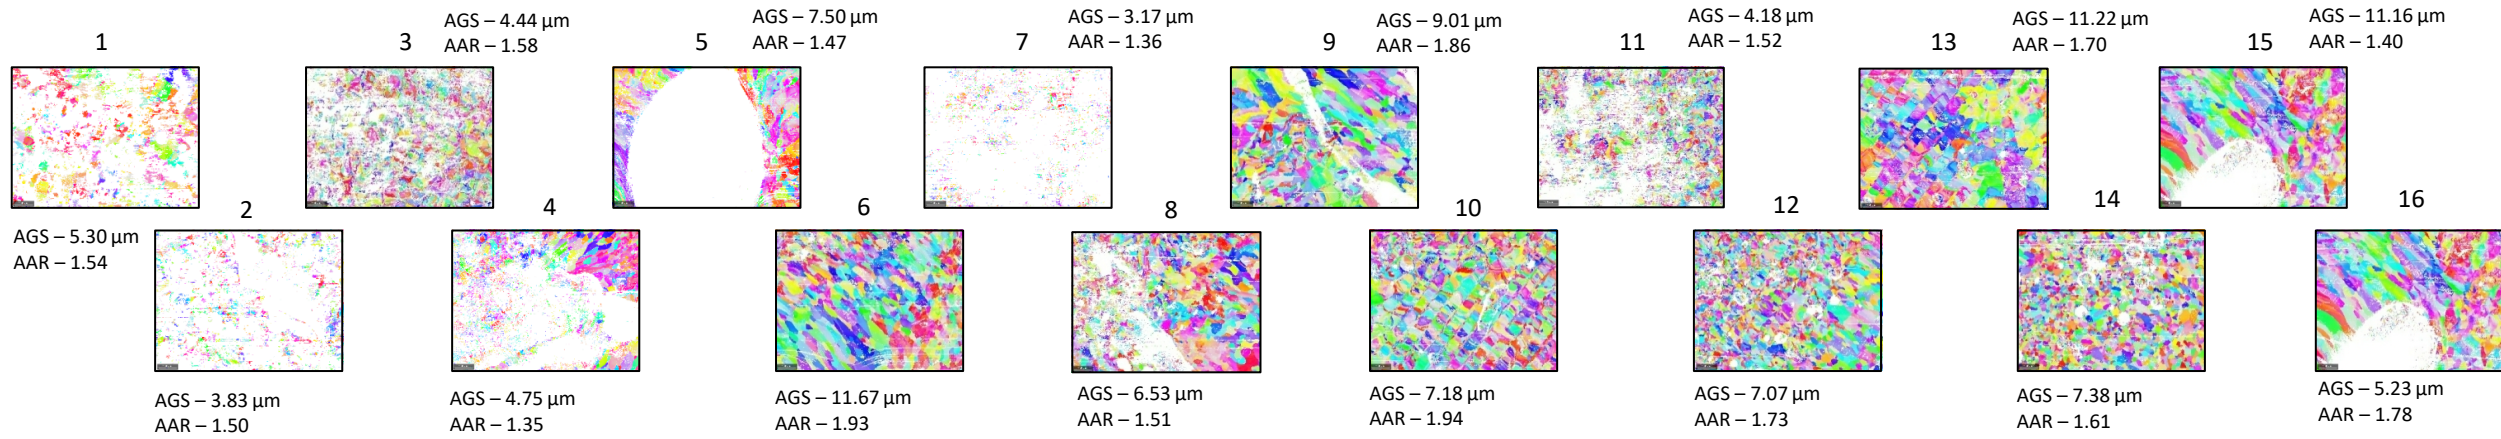 1
AGS – 5.30 µm
AAR – 1.54
2
AGS – 3.83 µm
AAR – 1.50
3
AGS – 4.44 µm
AAR – 1.58
4
AGS – 4.75 µm
AAR – 1.35
5
AGS – 7.50 µm
AAR – 1.47
6
AGS – 11.67 µm
AAR – 1.93
7
AGS – 3.17 µm
AAR – 1.36
8
AGS – 6.53 µm
AAR – 1.51
9
AGS – 9.01 µm
AAR – 1.86
10
AGS – 7.18 µm
AAR – 1.94
11
AGS – 4.18 µm
AAR – 1.52
12
AGS – 7.07 µm
AAR – 1.73
13
AGS – 11.22 µm
AAR – 1.70
14
AGS – 7.38 µm
AAR – 1.61
15
AGS – 11.16 µm
AAR – 1.40
16
AGS – 5.23 µm
AAR – 1.78